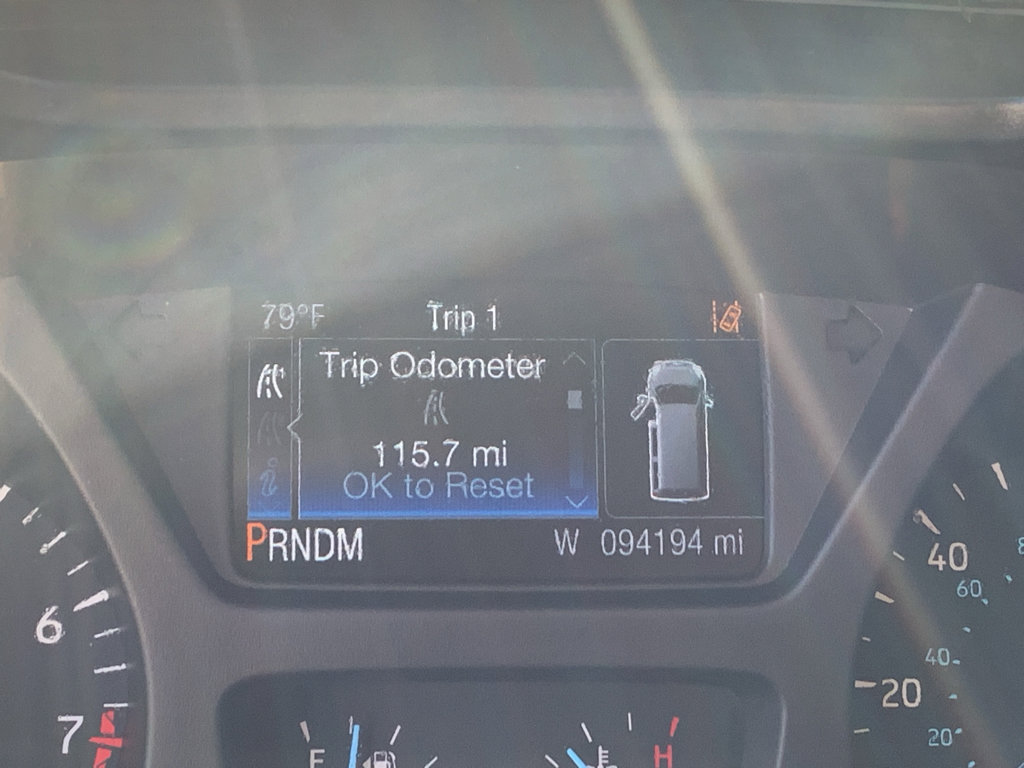 79°F Trip 1
Trip Odometer
115.7 mi
OK to Reset
PRNDM W 094194 mi
6
7
40
60
40
20
20
H